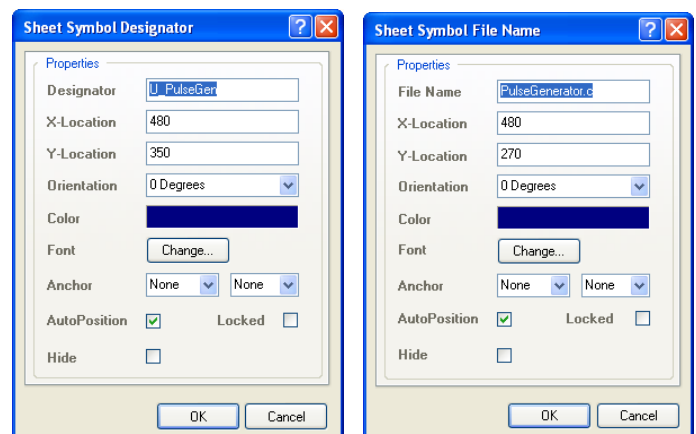 Sheet Symbol Designator
Properties
Designator U_PulseGen
X-Location 480
Y-Location 350
Orientation 0 Degrees
Color
Font Change...
Anchor None None
AutoPosition Locked
Hide
OK Cancel
Sheet Symbol File Name
Properties
File Name PulseGenerator.c
X-Location 480
Y-Location 270
Orientation 0 Degrees
Color
Font Change...
Anchor None None
AutoPosition Locked
Hide
OK Cancel